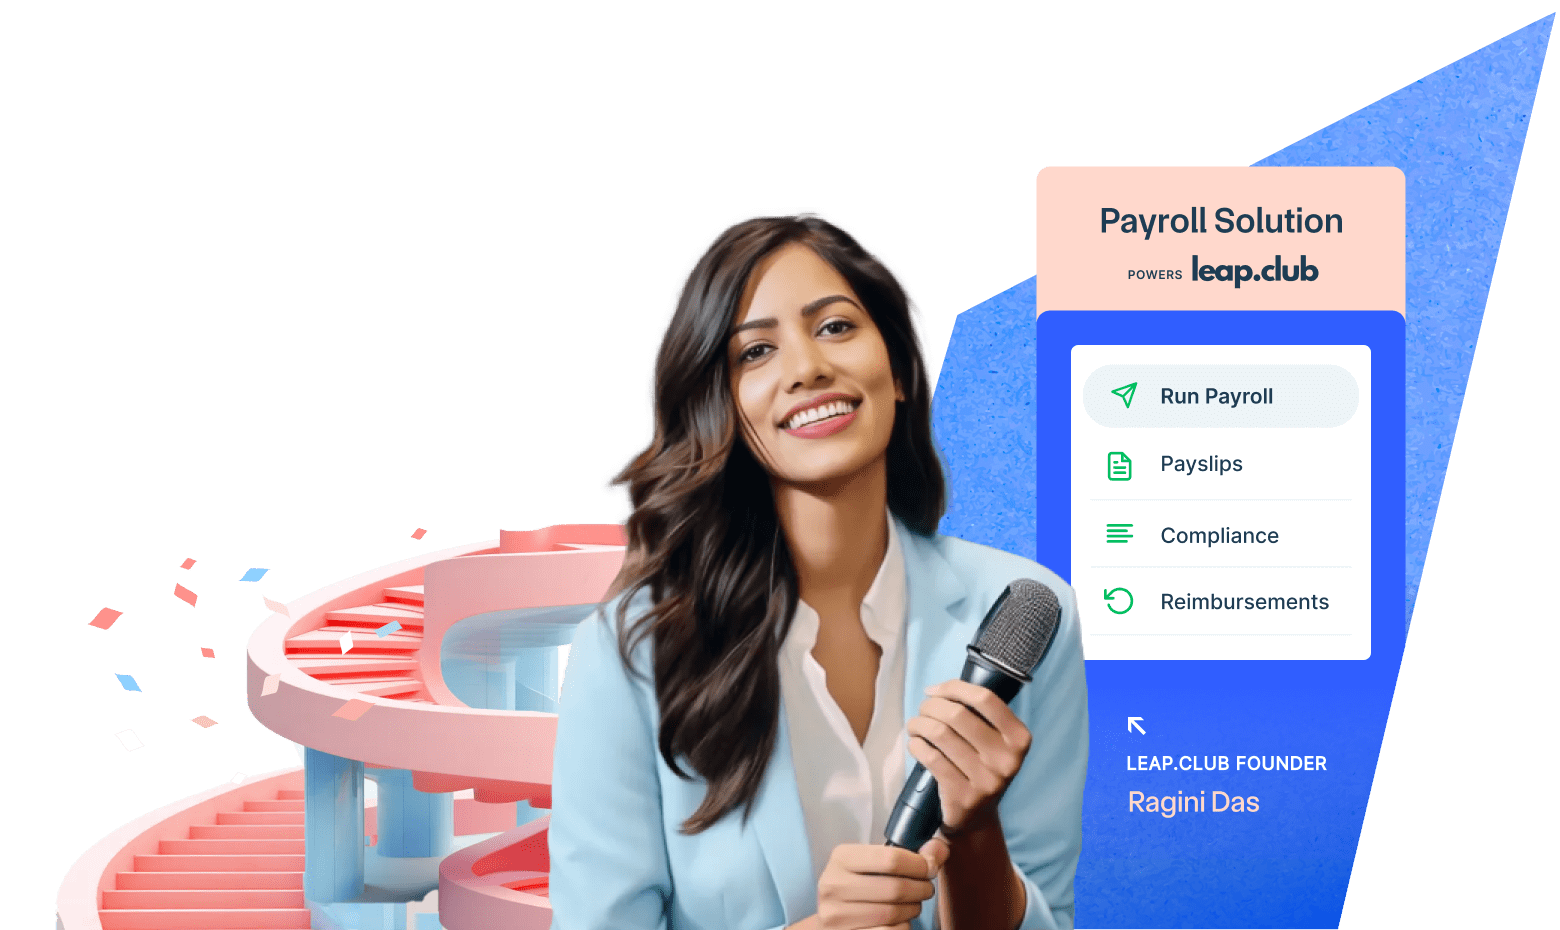 Payroll Solution
POWERS leap.club
Run Payroll
Payslips
Compliance
Reimbursements
LEAP.CLUB FOUNDER
Ragini Das